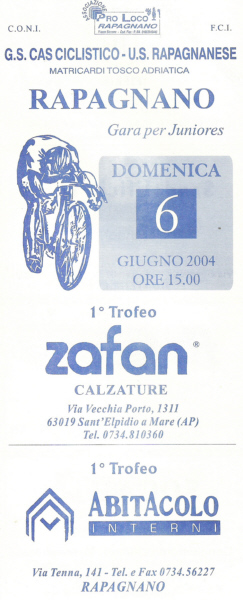 C.O.N.I.
ASSOCIAZIONE
PRO LOCO
RAPAGNANO
F.C.I.
G.S. CAS CICLISTICO - U.S. RAPAGNANESE
MATRICARDI TOSCO ADRIATICA
RAPAGNANO
Gara per Juniores
DOMENICA
6
GIUGNO 2004
ORE 15.00
1° Trofeo
zafan®
CALZATURE
Via Vecchia Porto, 1311
63019 Sant'Elpidio a Mare (AP)
Tel. 0734.810360
1° Trofeo
ABITACOLO
INTERNI
Via Tenna, 141 - Tel. e Fax 0734.56227
RAPAGNANO